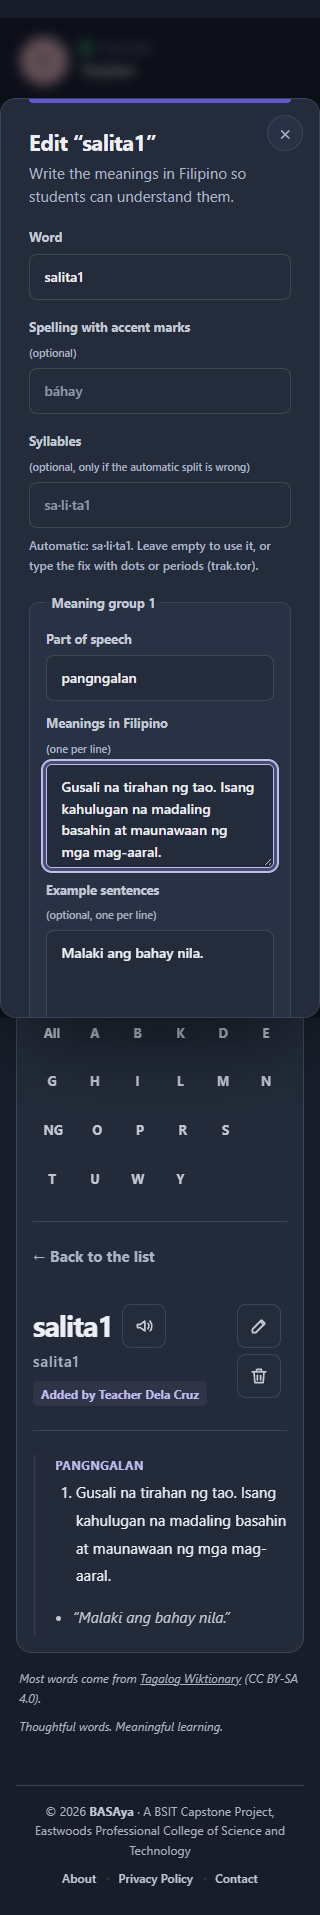 Edit “salita1”
×
Write the meanings in Filipino so
students can understand them.
Word
salita1
Spelling with accent marks
(optional)
báhay
Syllables
(optional, only if the automatic split is wrong)
sa·li·ta1
Automatic: sa·li·ta1. Leave empty to use it, or
type the fix with dots or periods (trak.tor).
Meaning group 1
Part of speech
pangngalan
Meanings in Filipino
(one per line)
Gusali na tirahan ng tao. Isang
kahulugan na madaling
basahin at maunawaan ng
mga mag-aaral.
Example sentences
(optional, one per line)
Malaki ang bahay nila.
All A B K D E
G H I L M N
NG O P R S
T U W Y
← Back to the list
salita1
salita1
Added by Teacher Dela Cruz
PANGNGALAN
1. Gusali na tirahan ng tao. Isang
kahulugan na madaling basahin
at maunawaan ng mga mag-
aaral.
• “Malaki ang bahay nila.”
Most words come from Tagalog Wiktionary (CC BY-SA
4.0).
Thoughtful words. Meaningful learning.
© 2026 BASAya · A BSIT Capstone Project,
Eastwoods Professional College of Science and
Technology
About · Privacy Policy · Contact